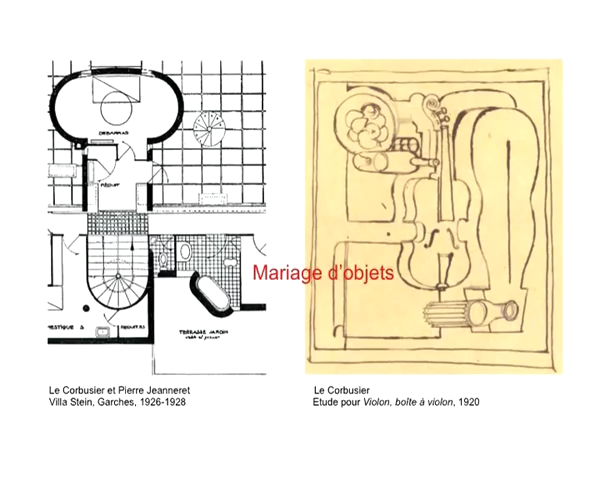 DEBARRAS
REDUIT
Mariage d'objets
TERRASSE JARDIN
Le Corbusier et Pierre Jeanneret
Villa Stein, Garches, 1926-1928
Le Corbusier
Etude pour Violon, boîte à violon, 1920